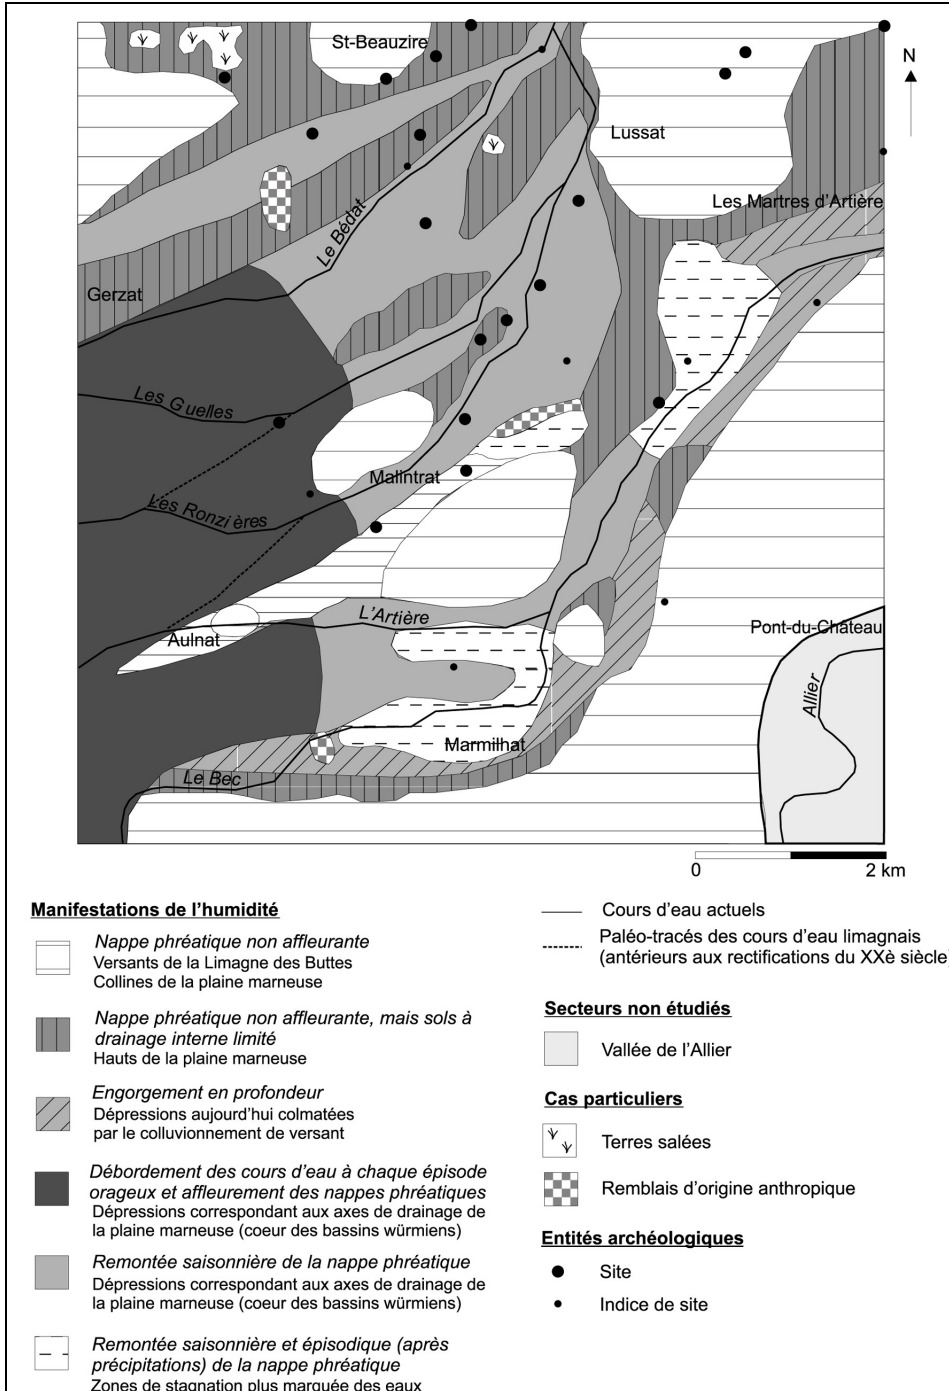 St-Beauzire
N
Lussat
Les Martres d'Artière
Le Bédat
Gerzat
Les Guelles
Malintrat
Les Ronzières
L'Artière
Aulnat
Pont-du-Château
Allier
Marmilhat
Le Bec
0 2 km
Manifestations de l'humidité
Nappe phréatique non affleurante
Versants de la Limagne des Buttes
Collines de la plaine marneuse
Nappe phréatique non affleurante, mais sols à
drainage interne limité
Hauts de la plaine marneuse
Engorgement en profondeur
Dépressions aujourd'hui colmatées
par le colluvionnement de versant
Débordement des cours d'eau à chaque épisode
orageux et affleurement des nappes phréatiques
Dépressions correspondant aux axes de drainage de
la plaine marneuse (coeur des bassins würmiens)
Remontée saisonnière de la nappe phréatique
Dépressions correspondant aux axes de drainage de
la plaine marneuse (coeur des bassins würmiens)
Remontée saisonnière et épisodique (après
précipitations) de la nappe phréatique
Zones de stagnation plus marquée des eaux
Cours d'eau actuels
Paléo-tracés des cours d'eau limagnais
(antérieurs aux rectifications du XXè siècle)
Secteurs non étudiés
Vallée de l'Allier
Cas particuliers
Terres salées
Remblais d'origine anthropique
Entités archéologiques
Site
Indice de site